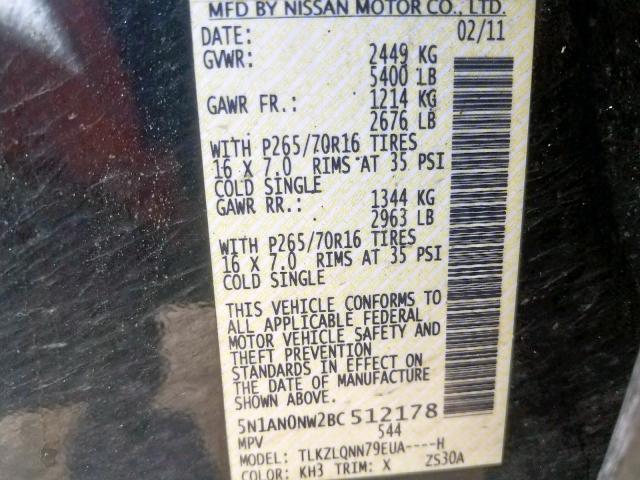 MFD BY NISSAN MOTOR CO., LTD.
DATE: 02/11
GVWR: 2449 KG
5400 LB
GAWR FR.: 1214 KG
2676 LB
WITH P265/70R16 TIRES
16 X 7.0 RIMS AT 35 PSI
COLD SINGLE
GAWR RR.: 1344 KG
2963 LB
WITH P265/70R16 TIRES
16 X 7.0 RIMS AT 35 PSI
COLD SINGLE
THIS VEHICLE CONFORMS TO
ALL APPLICABLE FEDERAL
MOTOR VEHICLE SAFETY AND
THEFT PREVENTION
STANDARDS IN EFFECT ON
THE DATE OF MANUFACTURE
SHOWN ABOVE.
5N1AN0NW2BC512178
MPV 544
MODEL: TLKZLQNN79EUA----H
COLOR: KH3 TRIM: X ZS30A